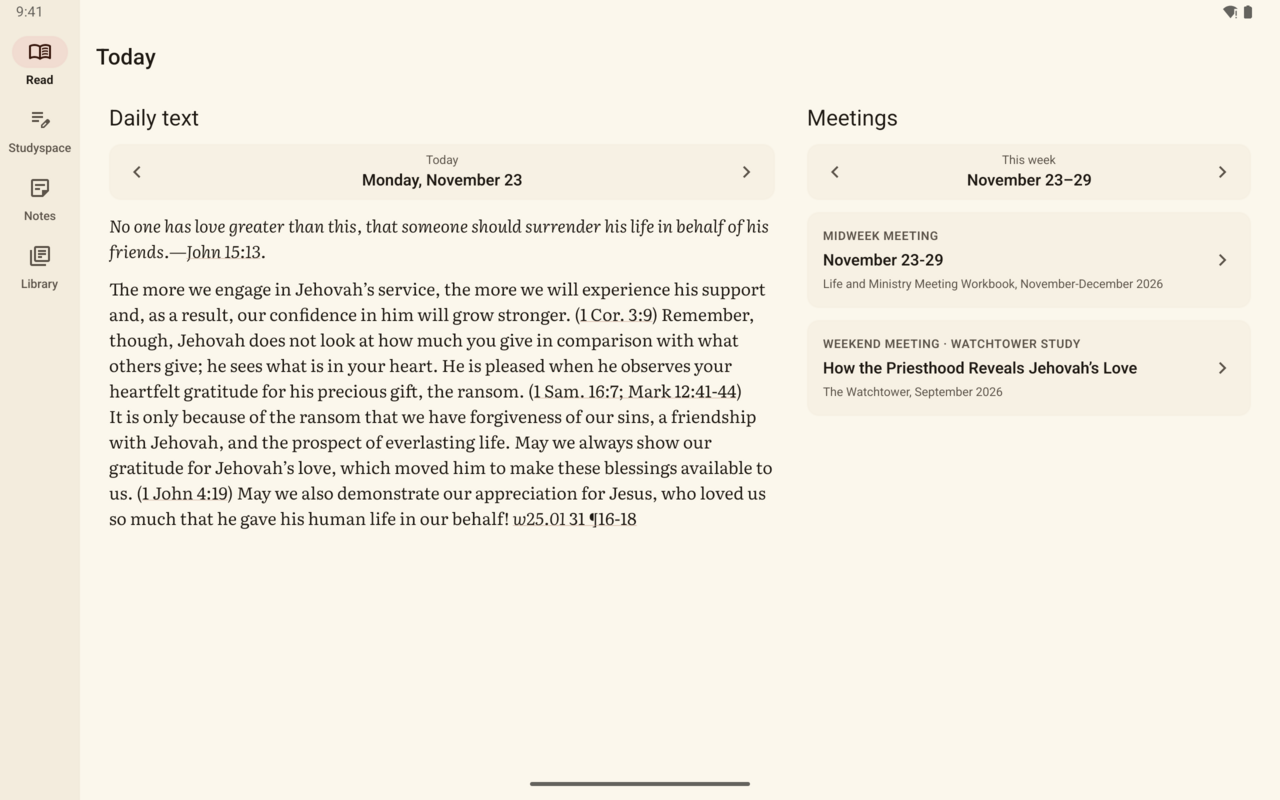 9:41
Read
Studyspace
Notes
Library
Today
Daily text
Today
Monday, November 23
No one has love greater than this, that someone should surrender his life in behalf of his
friends.—John 15:13.
The more we engage in Jehovah’s service, the more we will experience his support
and, as a result, our confidence in him will grow stronger. (1 Cor. 3:9) Remember,
though, Jehovah does not look at how much you give in comparison with what
others give; he sees what is in your heart. He is pleased when he observes your
heartfelt gratitude for his precious gift, the ransom. (1 Sam. 16:7; Mark 12:41-44)
It is only because of the ransom that we have forgiveness of our sins, a friendship
with Jehovah, and the prospect of everlasting life. May we always show our
gratitude for Jehovah’s love, which moved him to make these blessings available to
us. (1 John 4:19) May we also demonstrate our appreciation for Jesus, who loved us
so much that he gave his human life in our behalf! w25.01 31 ¶16-18
Meetings
This week
November 23–29
MIDWEEK MEETING
November 23-29
Life and Ministry Meeting Workbook, November-December 2026
WEEKEND MEETING · WATCHTOWER STUDY
How the Priesthood Reveals Jehovah’s Love
The Watchtower, September 2026